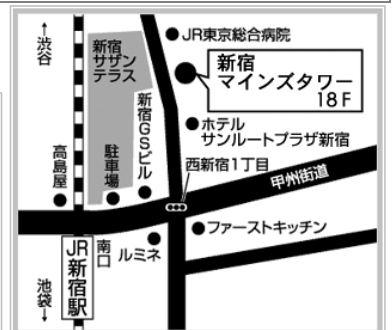 ←渋谷
新宿
サザン
テラス
JR東京総合病院
新宿
マインズタワー
18F
ホテル
サンルートプラザ新宿
新宿GSビル
西新宿1丁目
甲州街道
高島屋
駐車場
ファーストキッチン
ルミネ
南口
JR新宿駅
池袋→